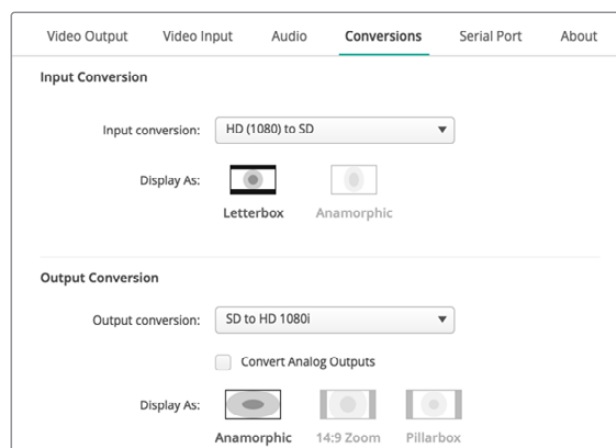 Video Output Video Input Audio Conversions Serial Port About
Input Conversion
Input conversion: HD (1080) to SD
Display As:
Letterbox Anamorphic
Output Conversion
Output conversion: SD to HD 1080i
Convert Analog Outputs
Display As:
Anamorphic 14:9 Zoom Pillarbox